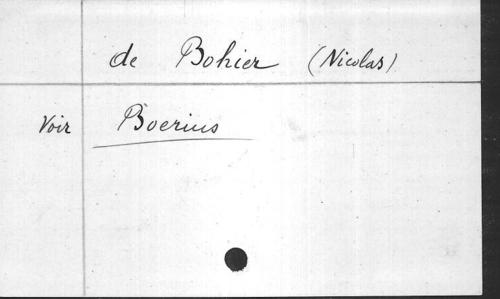 de Bohier (Nicolas)
Voir Boerius